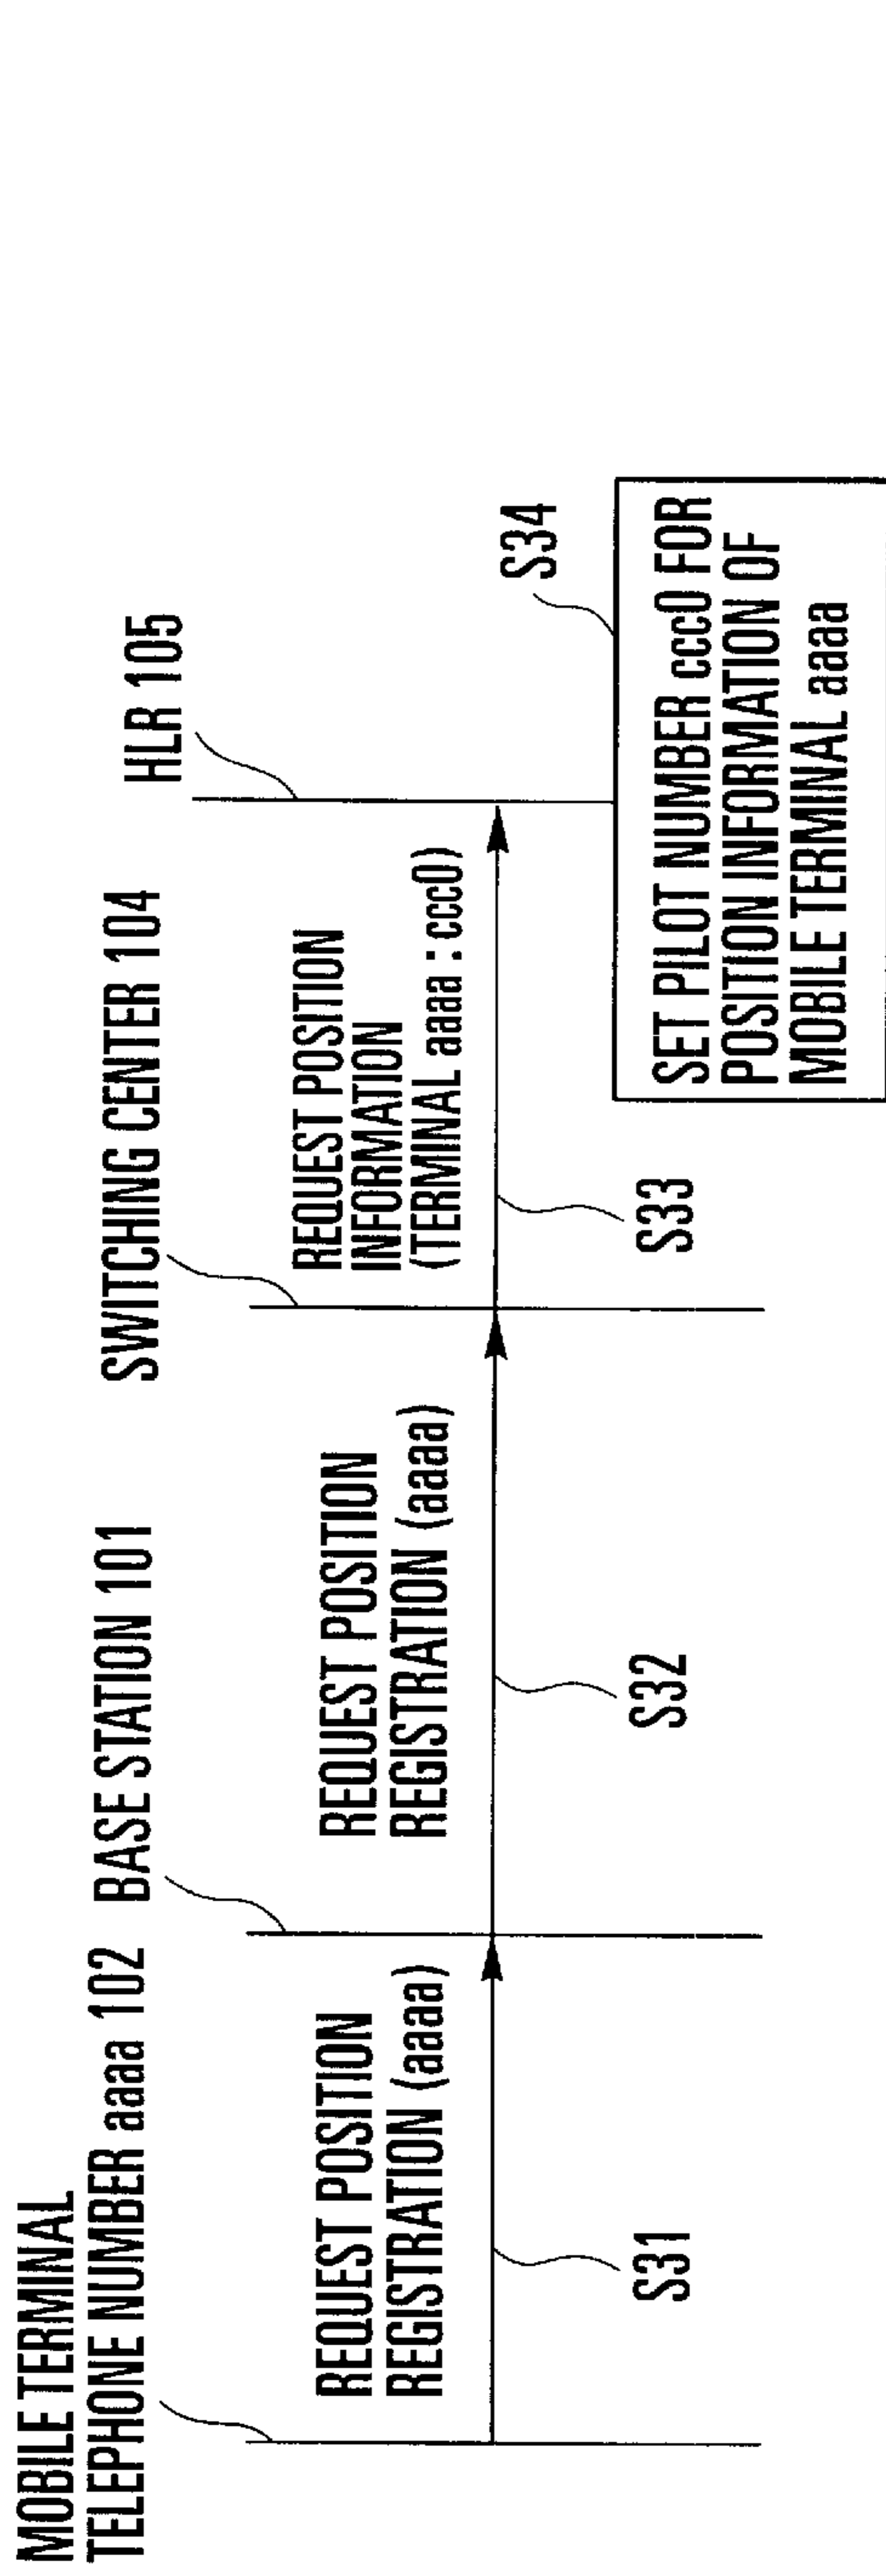 MOBILE TERMINAL
TELEPHONE NUMBER aaaa 102
BASE STATION 101
SWITCHING CENTER 104
HLR 105
REQUEST POSITION
REGISTRATION (aaaa)
S31
REQUEST POSITION
REGISTRATION (aaaa)
S32
REQUEST POSITION
INFORMATION
(TERMINAL aaaa : ccc0)
S33
S34
SET PILOT NUMBER ccc0 FOR
POSITION INFORMATION OF
MOBILE TERMINAL aaaa